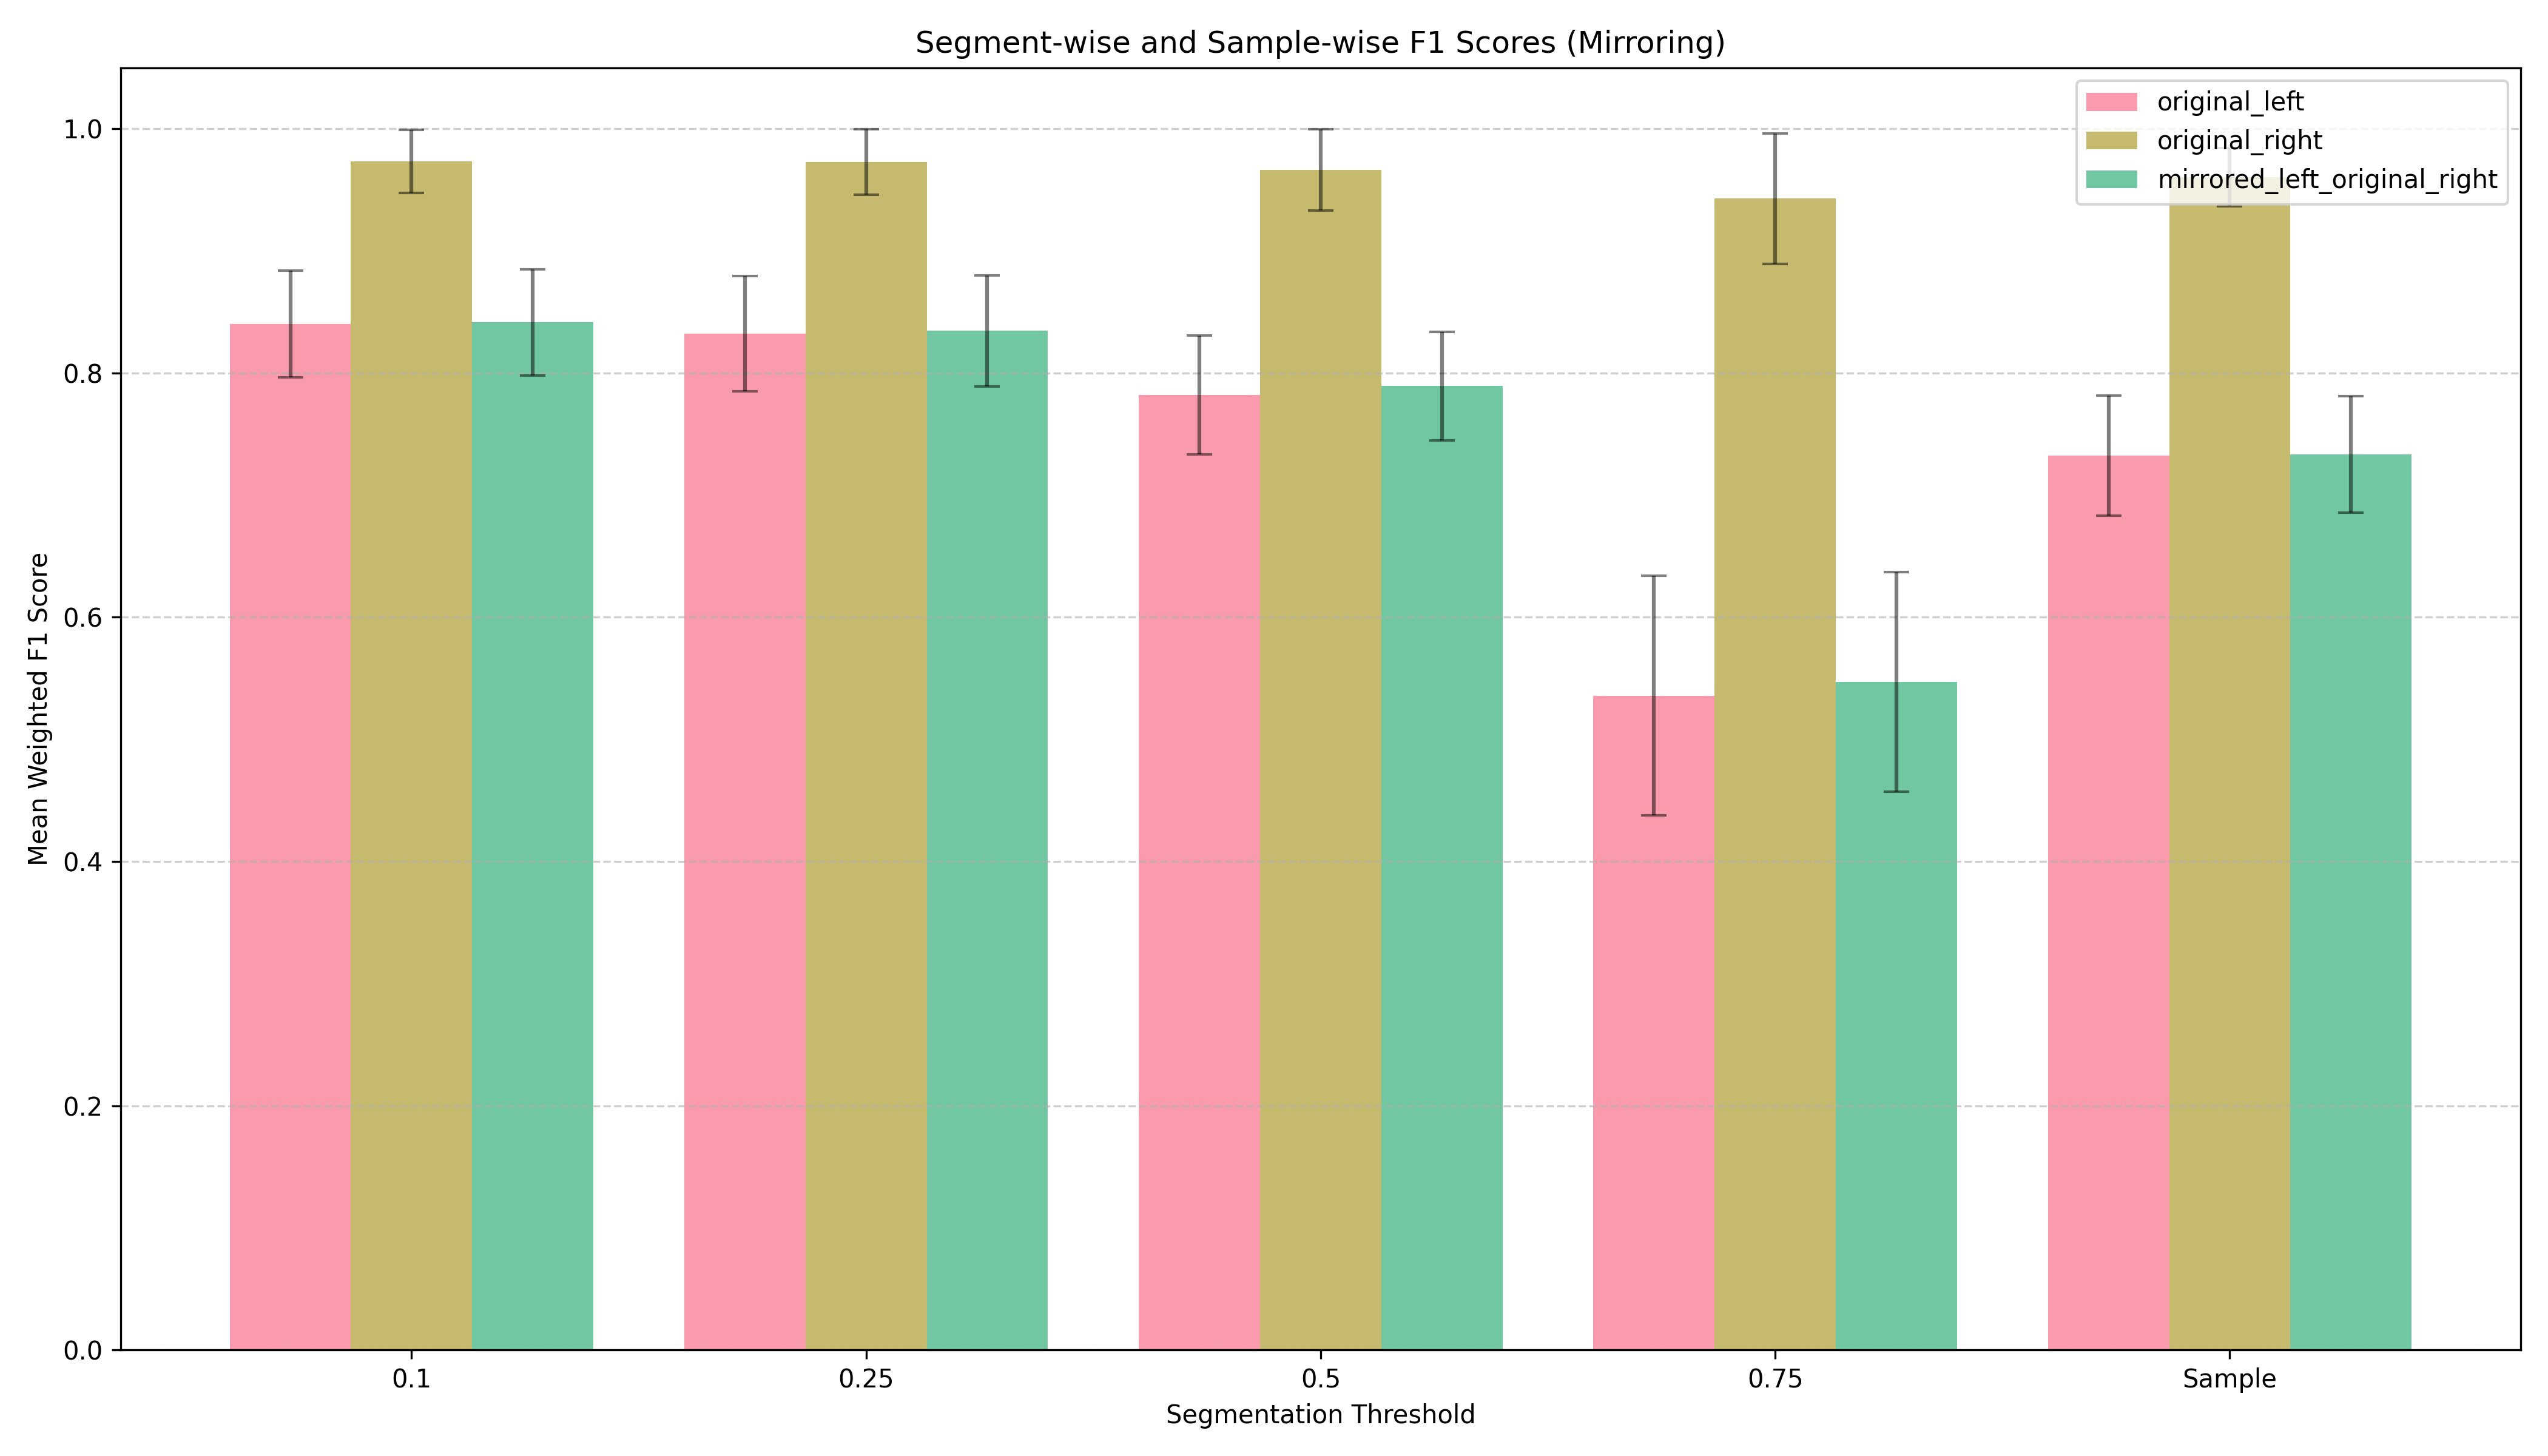 Segment-wise and Sample-wise F1 Scores (Mirroring)
original_left
original_right
mirrored_left_original_right
Mean Weighted F1 Score
1.0
0.8
0.6
0.4
0.2
0.0
0.1 0.25 0.5 0.75 Sample
Segmentation Threshold